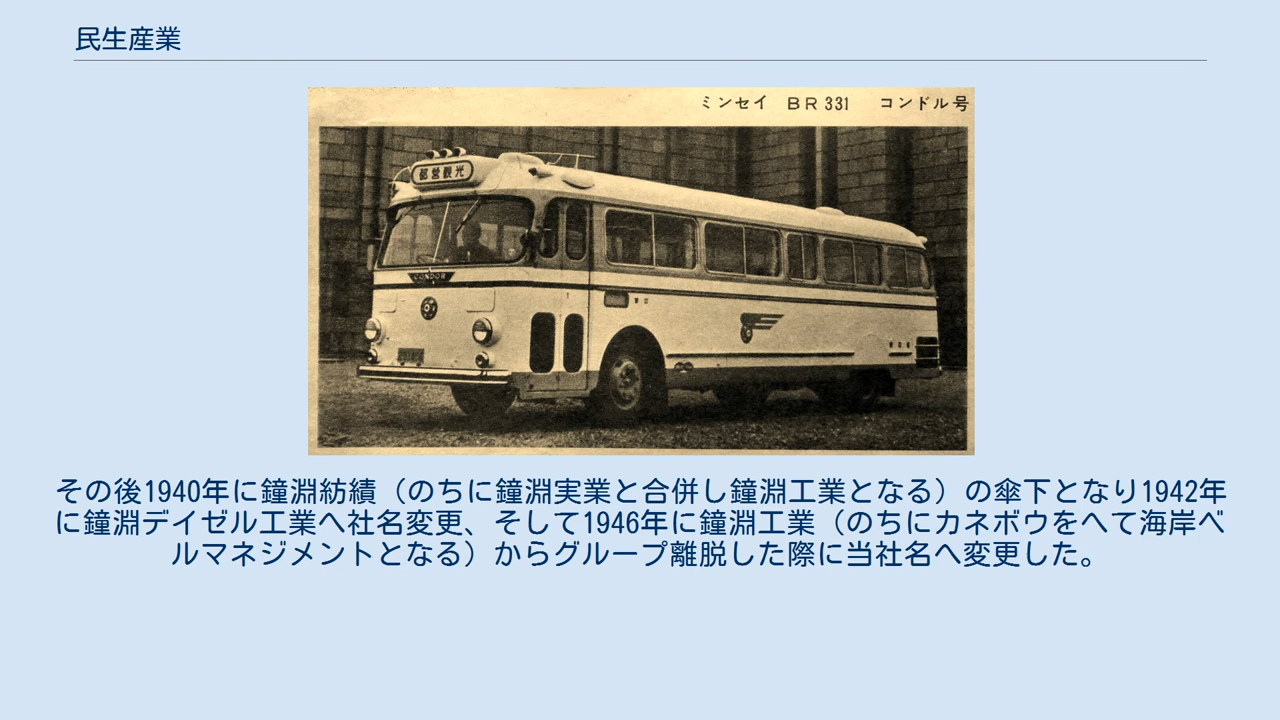 民生産業
ミンセイ BR331 コンドル号
都営観光
CONDOR
その後1940年に鐘淵紡績（のちに鐘淵実業と合併し鐘淵工業となる）の傘下となり1942年
に鐘淵デイゼル工業へ社名変更、そして1946年に鐘淵工業（のちにカネボウをへて海岸ベ
ルマネジメントとなる）からグループ離脱した際に当社名へ変更した。